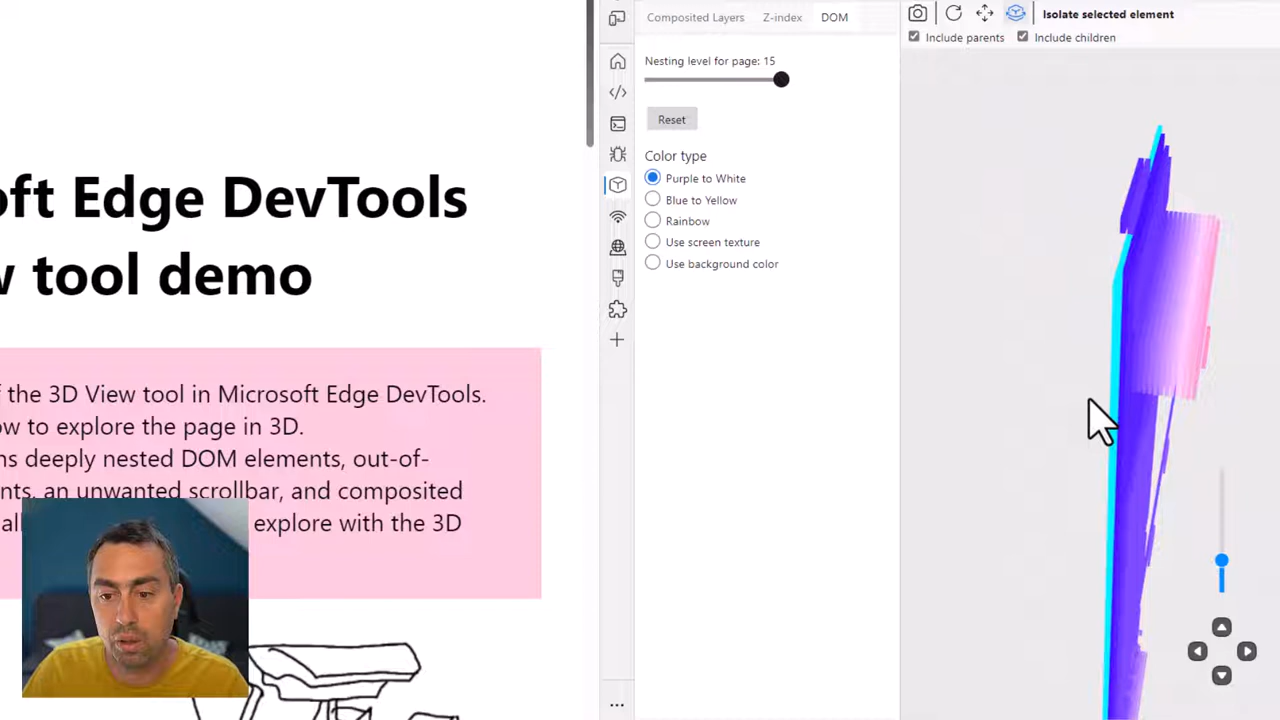 oft Edge DevTools
w tool demo
f the 3D View tool in Microsoft Edge DevTools.
ow to explore the page in 3D.
ns deeply nested DOM elements, out-of-
nts, an unwanted scrollbar, and composited
all explore with the 3D
Composited Layers Z-index DOM
Nesting level for page: 15
Reset
Color type
Purple to White
Blue to Yellow
Rainbow
Use screen texture
Use background color
Isolate selected element
Include parents Include children